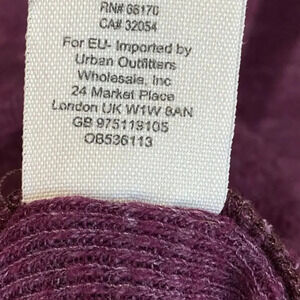 RN# 66170
CA# 32054
For EU- Imported by
Urban Outfitters
Wholesale, Inc
24 Market Place
London UK W1W 8AN
GB 975119105
OB536113